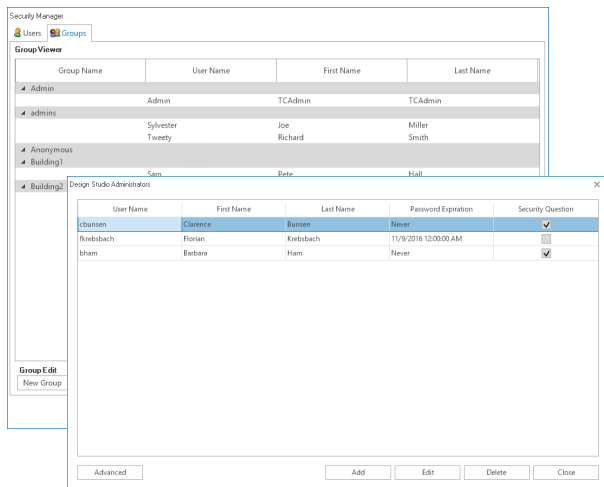 Security Manager
Users Groups
Group Viewer
Group Name User Name First Name Last Name
Admin
Admin TCAdmin TCAdmin
admins
Sylvester Joe Miller
Tweety Richard Smith
Anonymous
Building1
Sam Pete Hall
Building2
Group Edit
New Group
Design Studio Administrators
User Name First Name Last Name Password Expiration Security Question
cbunsen Clarence Bunsen Never
fkrebsbach Florian Krebsbach 11/9/2016 12:00:00 AM
bham Barbara Ham Never
Advanced Add Edit Delete Close